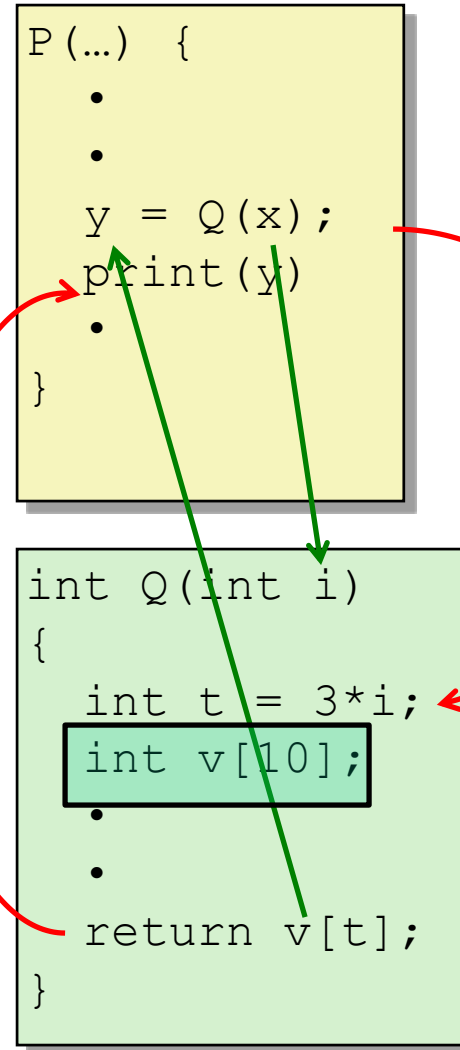 P(…) {
•
•
y = Q(x);
print(y)
•
}
int Q(int i)
{
int t = 3*i;
int v[10];
•
•
return v[t];
}